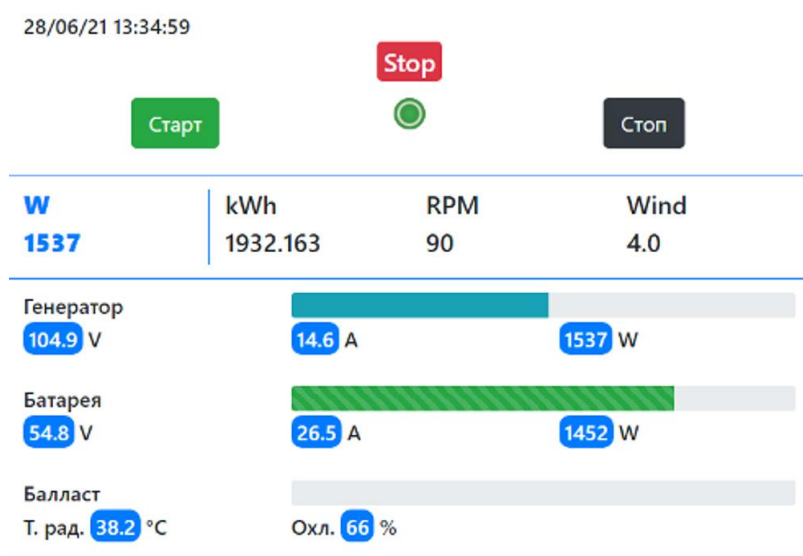 28/06/21 13:34:59
Stop
Старт Стоп
W kWh RPM Wind
1537 1932.163 90 4.0
Генератор
104.9 V 14.6 A 1537 W
Батарея
54.8 V 26.5 A 1452 W
Балласт
Т. рад. 38.2 °C Охл. 66 %